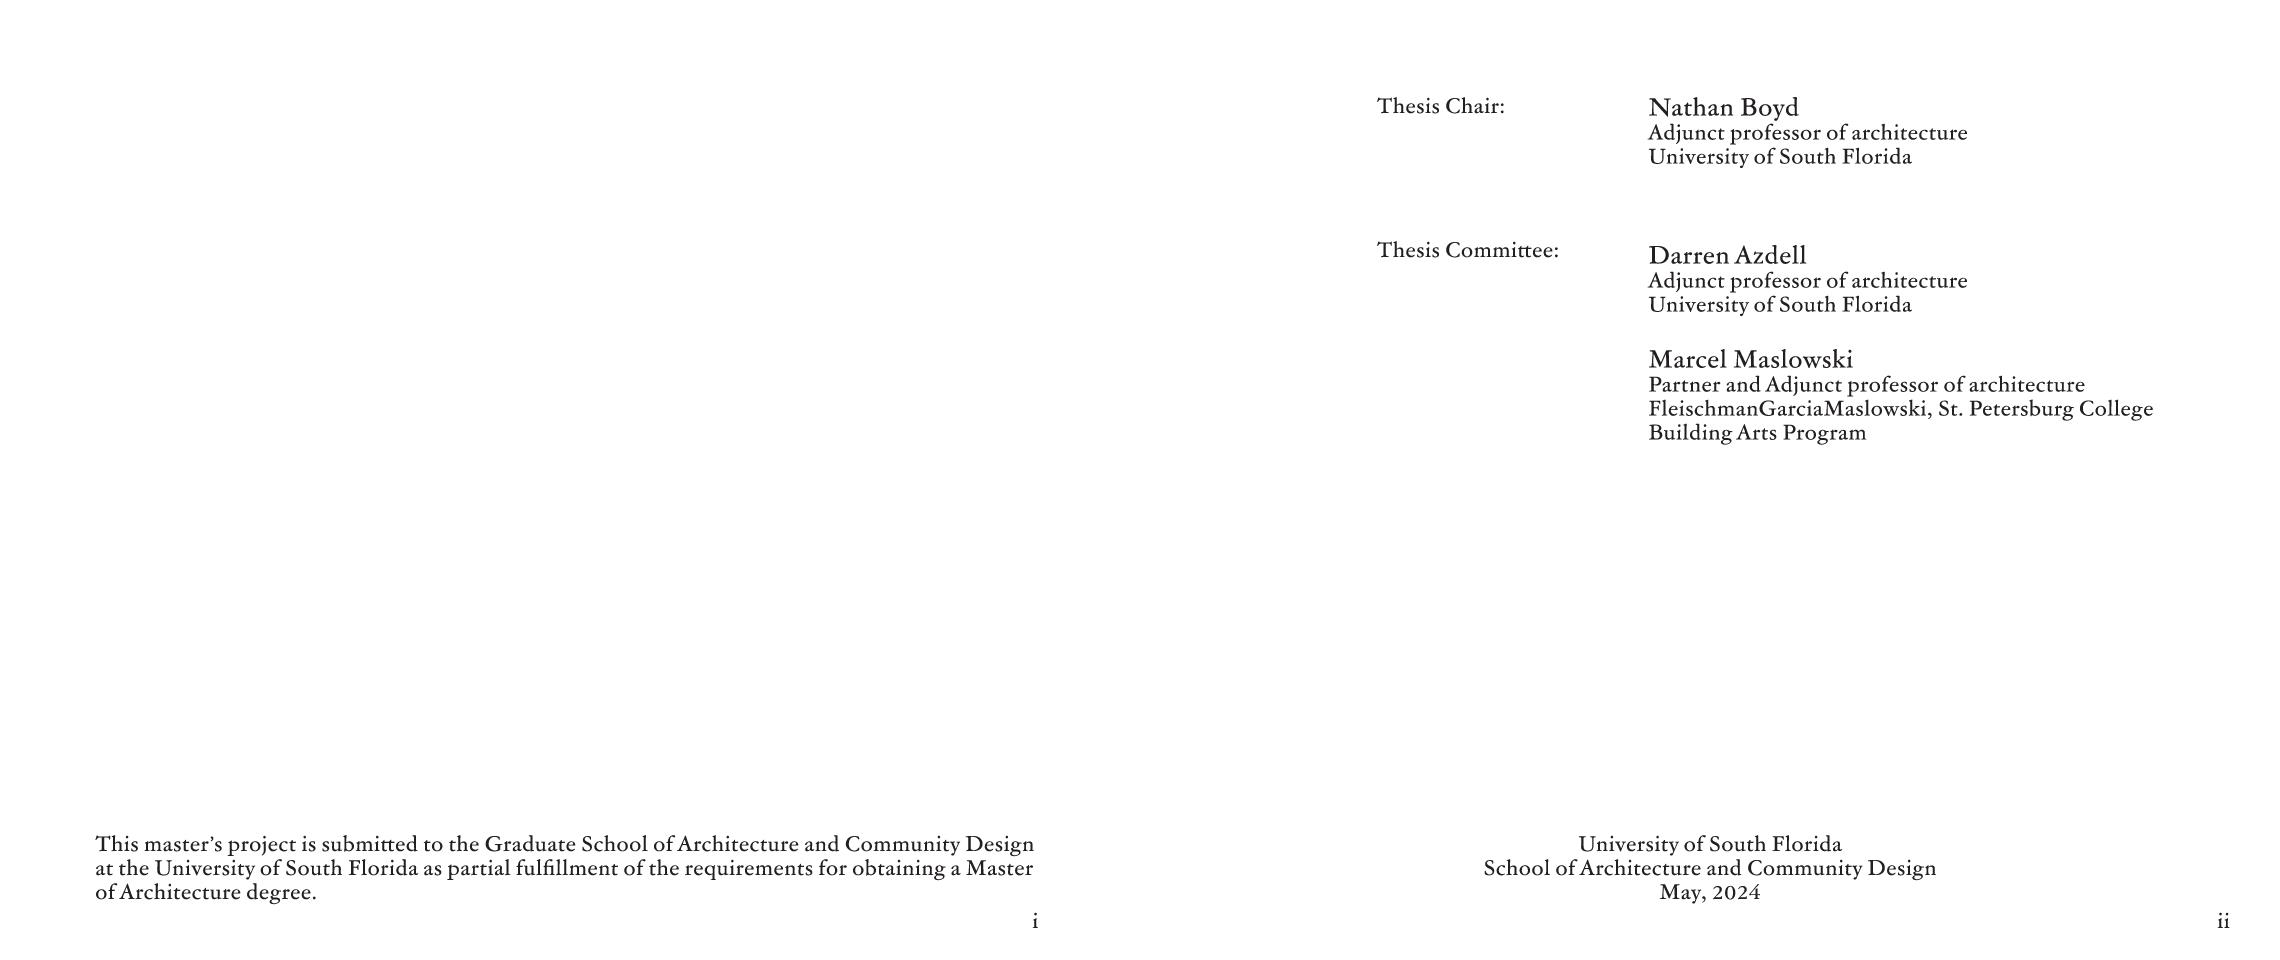 This master’s project is submitted to the Graduate School of Architecture and Community Design
at the University of South Florida as partial fulfillment of the requirements for obtaining a Master
of Architecture degree.
i
Thesis Chair:
Nathan Boyd
Adjunct professor of architecture
University of South Florida
Thesis Committee:
Darren Azdell
Adjunct professor of architecture
University of South Florida
Marcel Maslowski
Partner and Adjunct professor of architecture
FleischmanGarciaMaslowski, St. Petersburg College
Building Arts Program
University of South Florida
School of Architecture and Community Design
May, 2024
ii